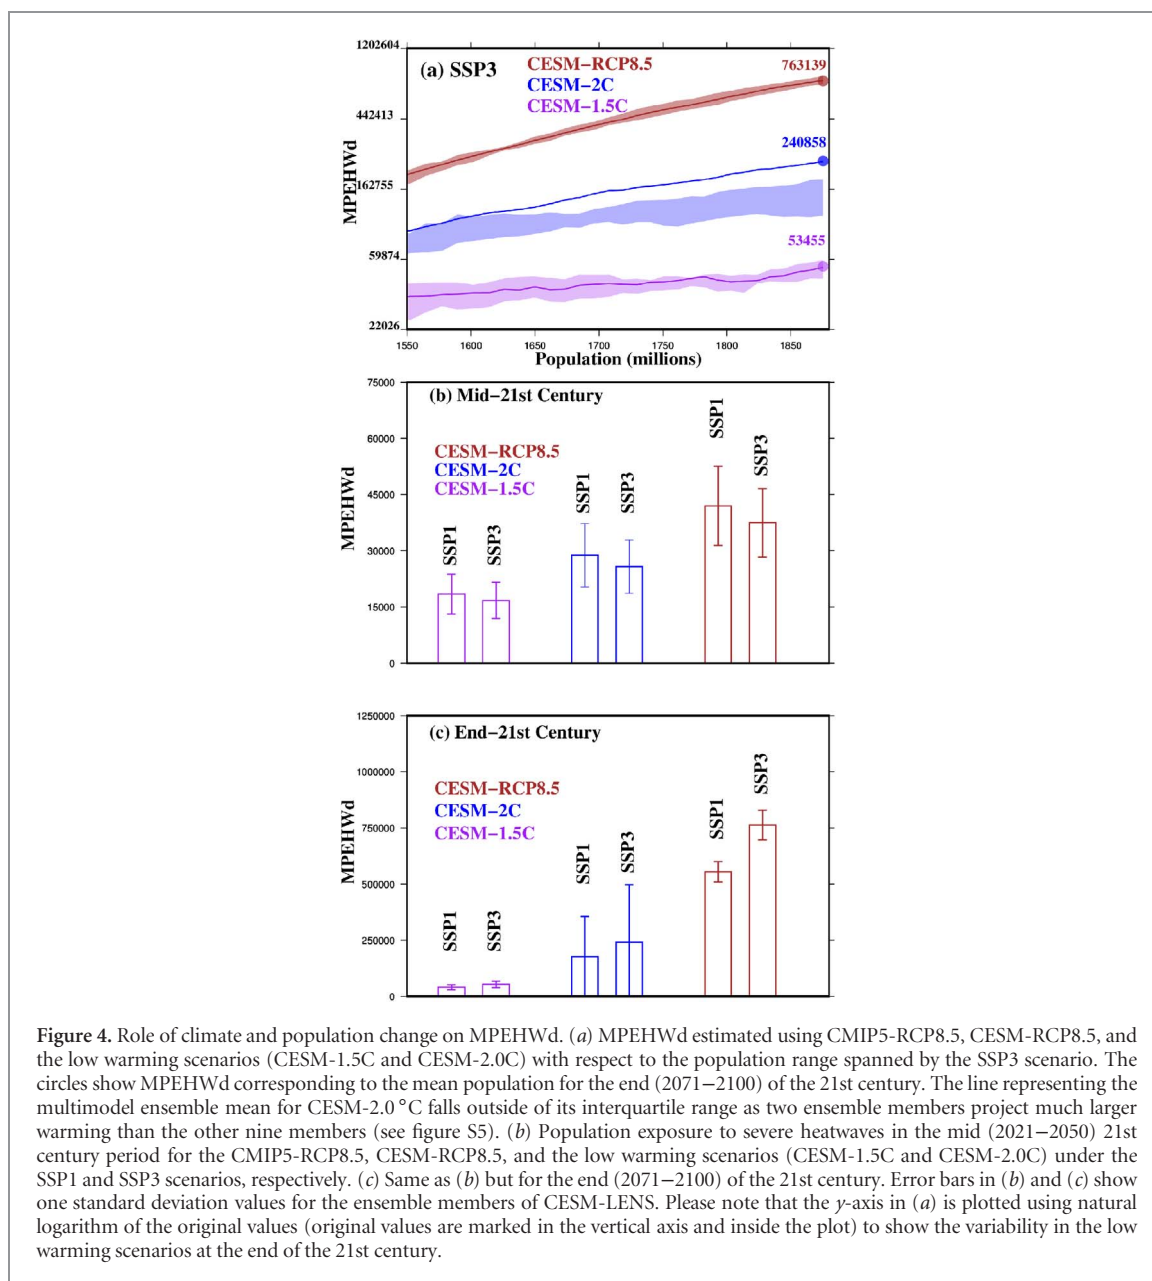 1202604
(a) SSP3
CESM−RCP8.5
CESM−2C
CESM−1.5C
763139
442413
240858
162755
53455
59874
22026
MPEHWd
1550 1600 1650 1700 1750 1800 1850
Population (millions)
75000
(b) Mid−21st Century
60000
45000
30000
15000
0
MPEHWd
CESM−RCP8.5
CESM−2C
CESM−1.5C
SSP1
SSP3
SSP1
SSP3
SSP1
SSP3
1250000
(c) End−21st Century
1000000
750000
500000
250000
0
MPEHWd
CESM−RCP8.5
CESM−2C
CESM−1.5C
SSP1
SSP3
SSP1
SSP3
SSP1
SSP3
Figure 4. Role of climate and population change on MPEHWd. (a) MPEHWd estimated using CMIP5-RCP8.5, CESM-RCP8.5, and
the low warming scenarios (CESM-1.5C and CESM-2.0C) with respect to the population range spanned by the SSP3 scenario. The
circles show MPEHWd corresponding to the mean population for the end (2071−2100) of the 21st century. The line representing the
multimodel ensemble mean for CESM-2.0 °C falls outside of its interquartile range as two ensemble members project much larger
warming than the other nine members (see figure S5). (b) Population exposure to severe heatwaves in the mid (2021−2050) 21st
century period for the CMIP5-RCP8.5, CESM-RCP8.5, and the low warming scenarios (CESM-1.5C and CESM-2.0C) under the
SSP1 and SSP3 scenarios, respectively. (c) Same as (b) but for the end (2071−2100) of the 21st century. Error bars in (b) and (c) show
one standard deviation values for the ensemble members of CESM-LENS. Please note that the y-axis in (a) is plotted using natural
logarithm of the original values (original values are marked in the vertical axis and inside the plot) to show the variability in the low
warming scenarios at the end of the 21st century.